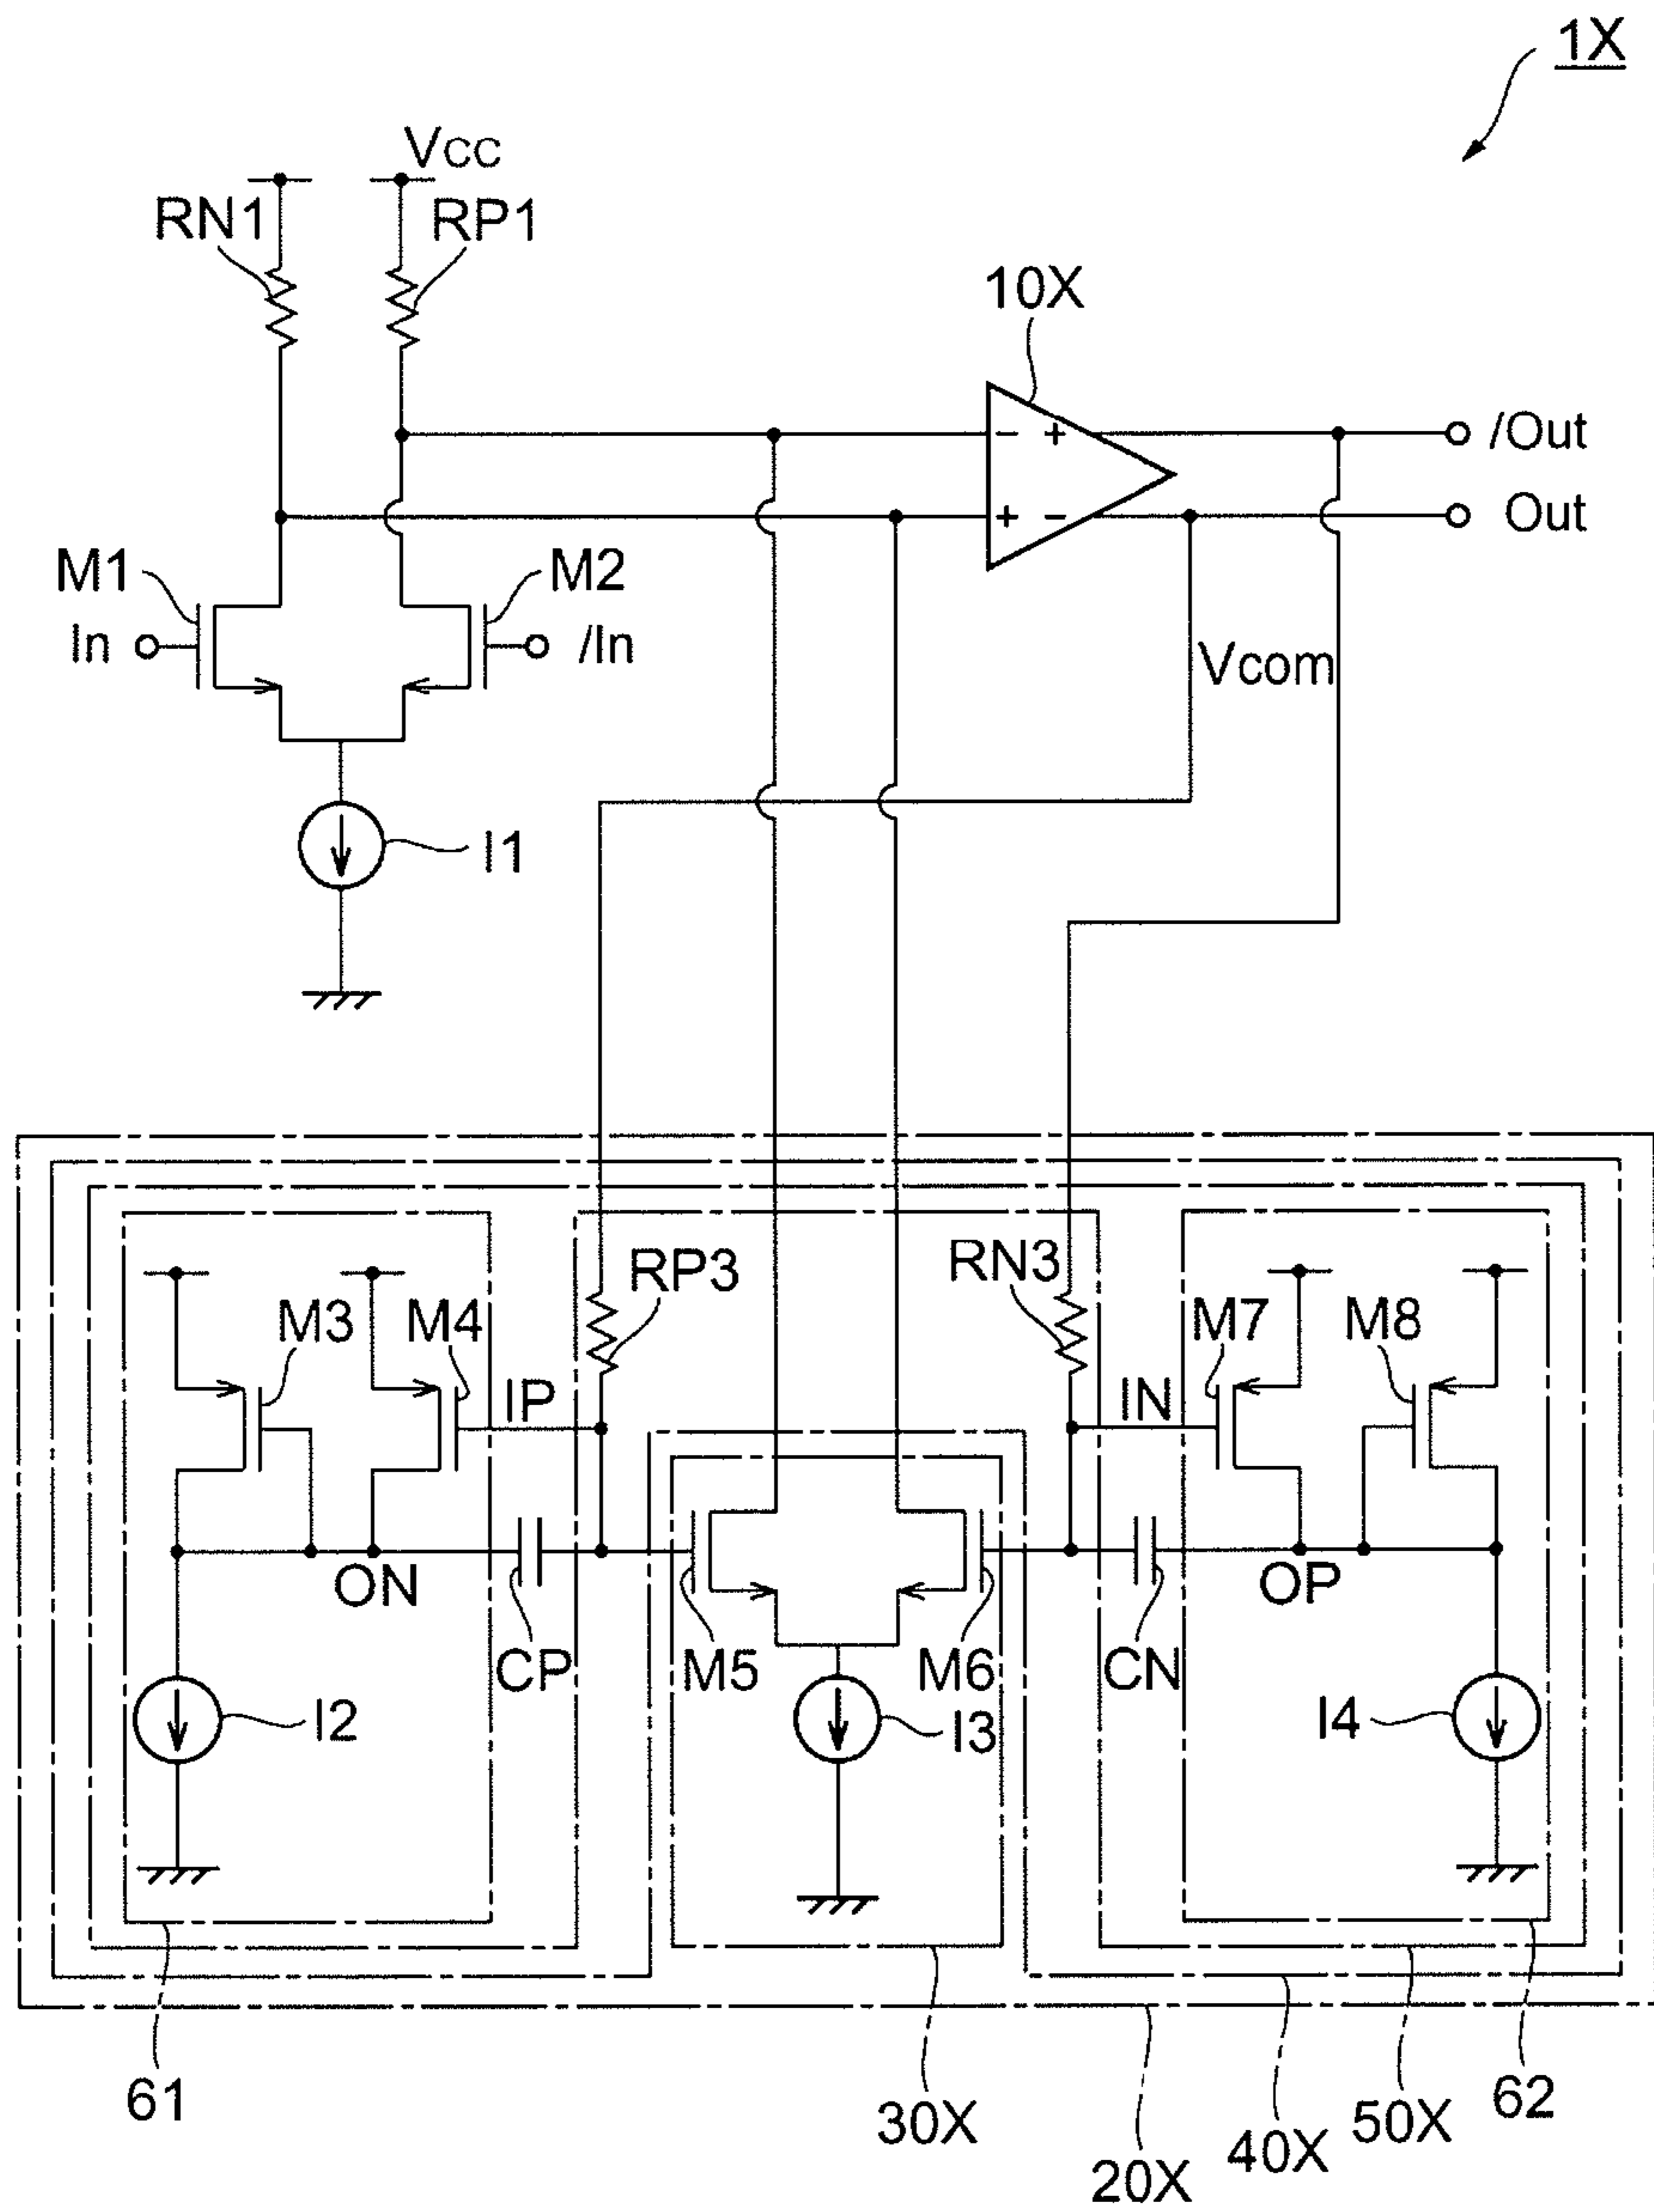 1X
Vcc
RN1
RP1
10X
- +
/Out
+ -
Out
M1
M2
In
/In
Vcom
I1
RP3
RN3
M3
M4
M7
M8
IP
IN
ON
OP
CP
M5
M6
CN
I2
I3
I4
61
30X
62
50X
40X
20X